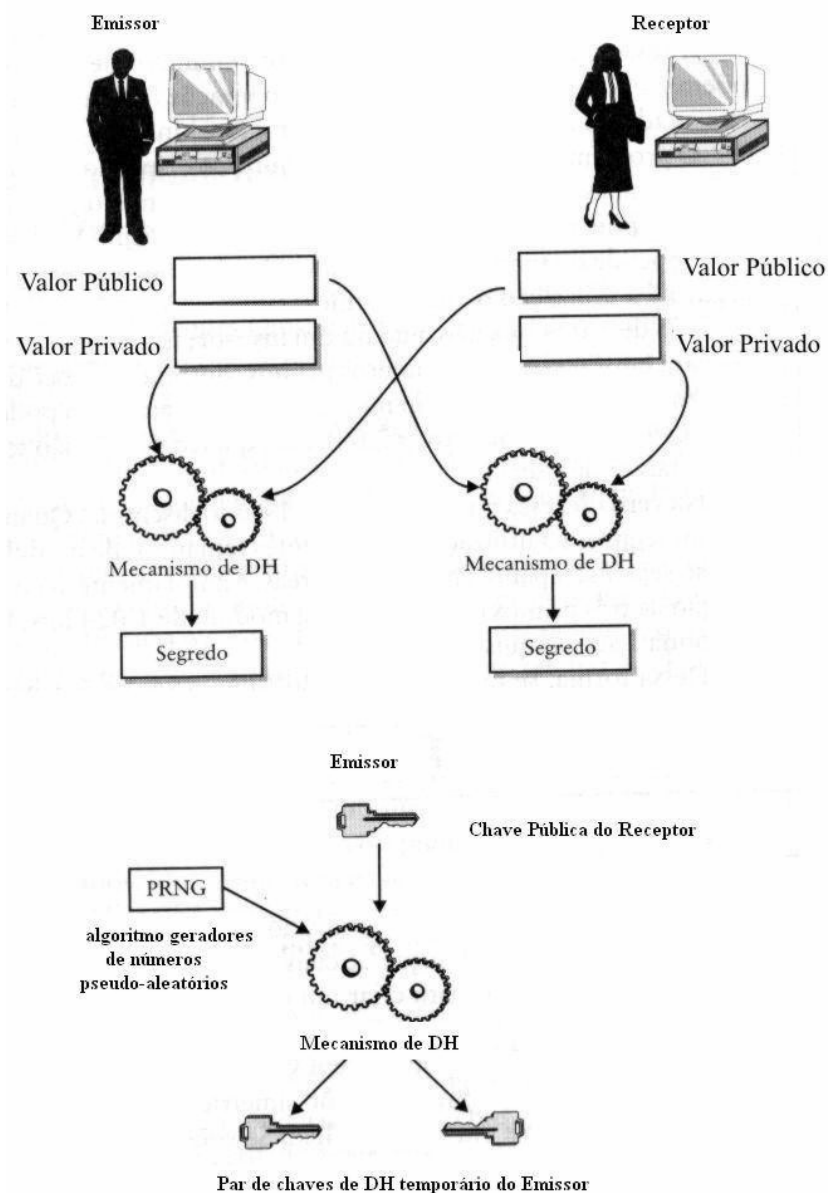 Emissor
Receptor
Valor Público
Valor Público
Valor Privado
Valor Privado
Mecanismo de DH
Mecanismo de DH
Segredo
Segredo
Emissor
Chave Pública do Receptor
PRNG
algoritmo geradores
de números
pseudo-aleatórios
Mecanismo de DH
Par de chaves de DH temporário do Emissor